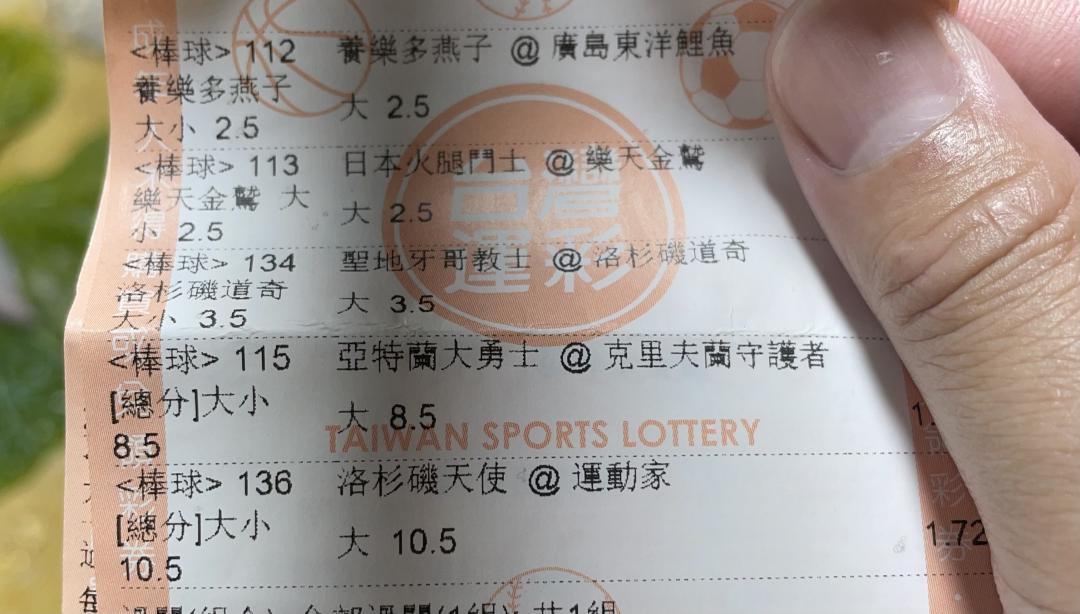 <棒球> 112 養樂多燕子 @ 廣島東洋鯉魚
養樂多燕子
大小 2.5
大 2.5
<棒球> 113 日本火腿鬥士 @ 樂天金鷲
樂天金鷲 大
小 2.5
大 2.5
<棒球> 134 聖地牙哥教士 @ 洛杉磯道奇
洛杉磯道奇
大小 3.5
大 3.5
<棒球> 115 亞特蘭大勇士 @ 克里夫蘭守護者
[總分]大小
8.5
大 8.5
TAIWAN SPORTS LOTTERY
<棒球> 136 洛杉磯天使 @ 運動家
[總分]大小
10.5
大 10.5
1.72
台灣
運彩